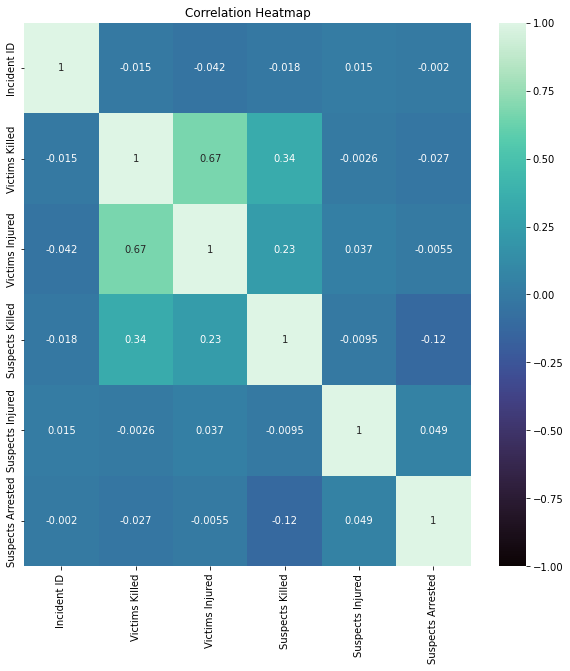 Correlation Heatmap
Incident ID 1 -0.015 -0.042 -0.018 0.015 -0.002
Victims Killed -0.015 1 0.67 0.34 -0.0026 -0.027
Victims Injured -0.042 0.67 1 0.23 0.037 -0.0055
Suspects Killed -0.018 0.34 0.23 1 -0.0095 -0.12
Suspects Injured 0.015 -0.0026 0.037 -0.0095 1 0.049
Suspects Arrested -0.002 -0.027 -0.0055 -0.12 0.049 1
Incident ID
Victims Killed
Victims Injured
Suspects Killed
Suspects Injured
Suspects Arrested
1.00
0.75
0.50
0.25
0.00
−0.25
−0.50
−0.75
−1.00